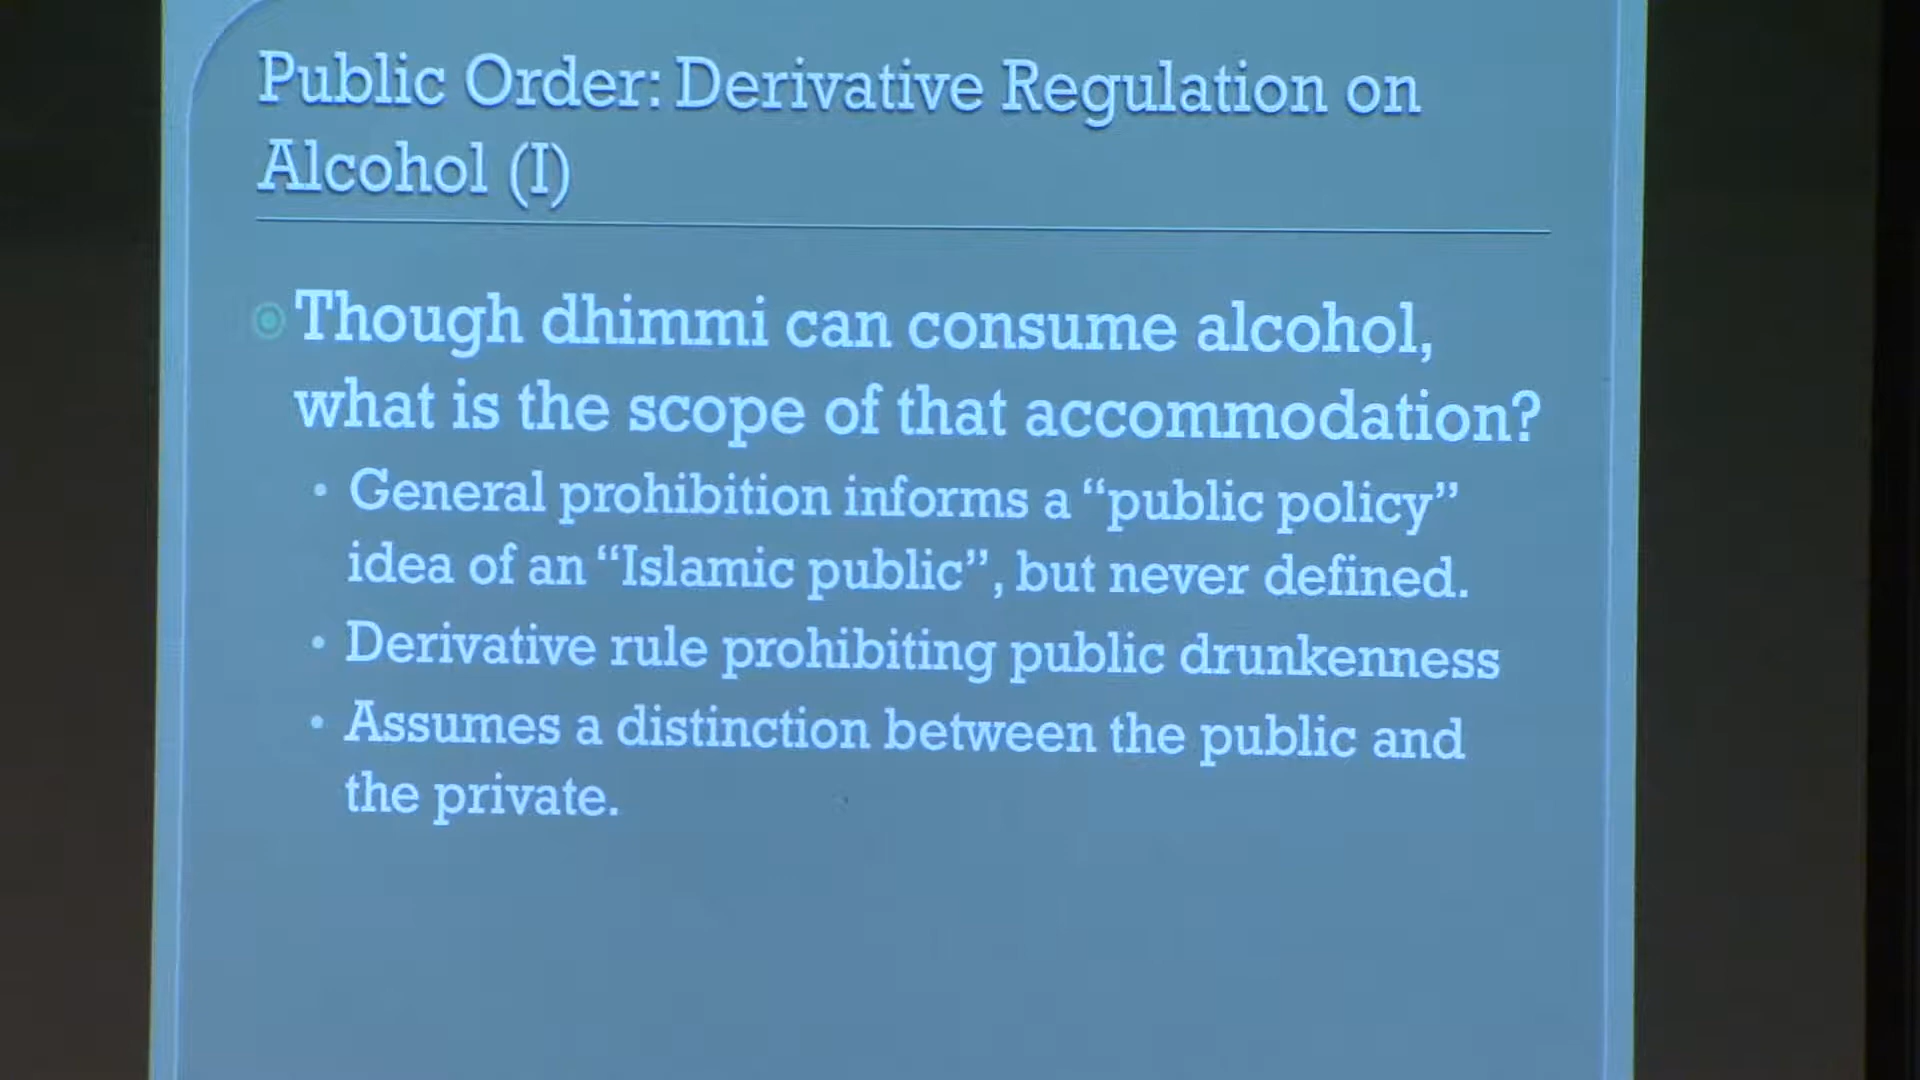 Public Order: Derivative Regulation on
Alcohol (I)
Though dhimmi can consume alcohol,
what is the scope of that accommodation?
• General prohibition informs a “public policy”
idea of an “Islamic public”, but never defined.
• Derivative rule prohibiting public drunkenness
• Assumes a distinction between the public and
the private.